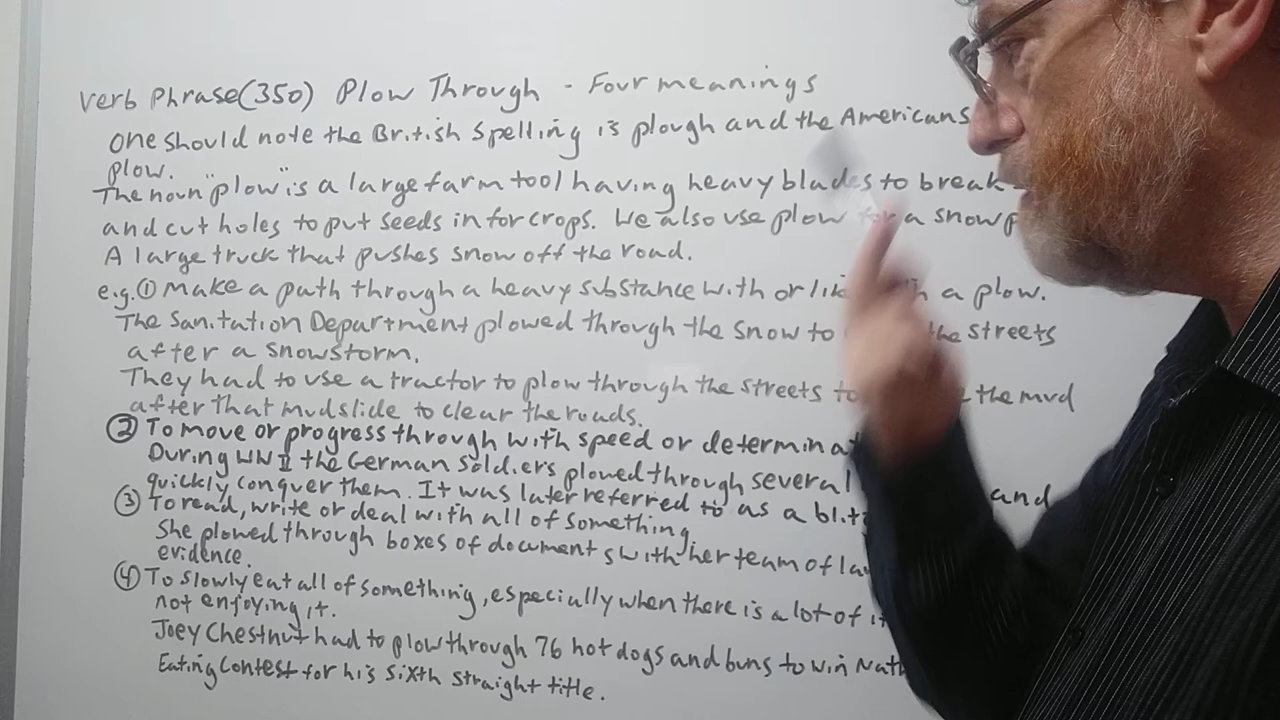 Verb Phrase(350) Plow Through - Four meanings
One should note the British spelling is plough and the Americans
plow.
The noun "plow" is a large farm tool having heavy blades to break
and cut holes to put seeds in for crops. We also use plow for a
A large truck that pushes snow off the road.
e.g. ① Make a path through a heavy substance with or a plow.
The Sanitation Department plowed through the snow to the streets
after a snowstorm.
They had to use a tractor to plow through the streets the mud
after that mudslide to clear the roads.
② To move or progress through with speed or
During WW II the German soldiers plowed through several and
quickly conquer them. It was later referred to as a
③ To read, write or deal with all of something.
She plowed through boxes of documents with her team of
evidence.
④ To slowly eat all of something, especially when there is a lot of
not enjoying it.
Joey Chestnut had to plow through 76 hot dogs and buns to win
Eating Contest for his sixth straight title.